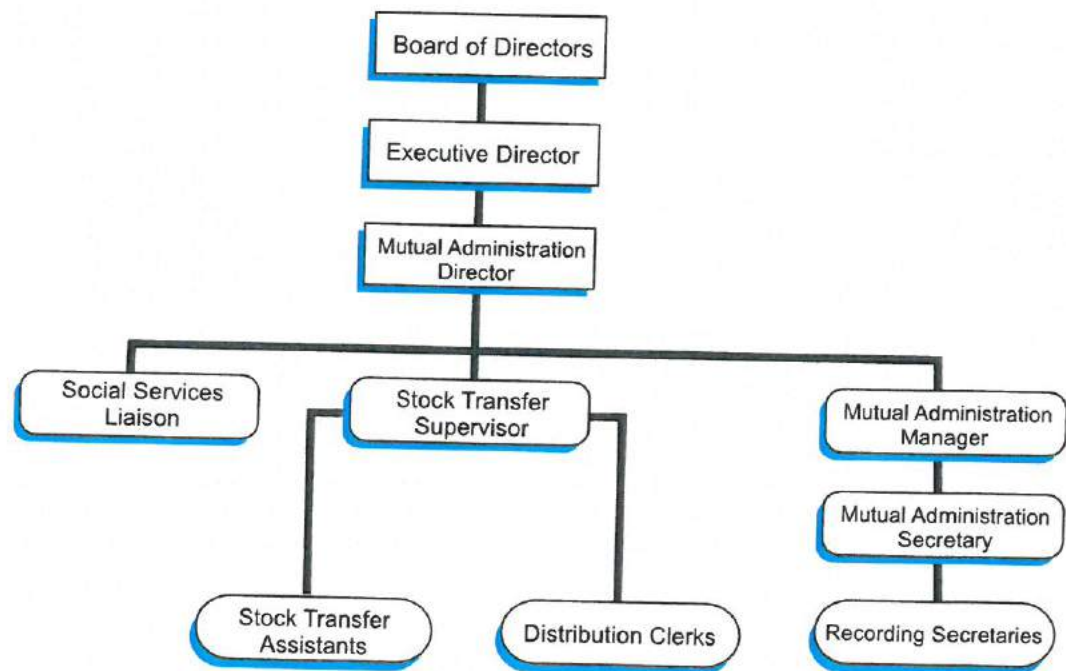 Board of Directors
Executive Director
Mutual Administration
Director
Social Services
Liaison
Stock Transfer
Supervisor
Mutual Administration
Manager
Mutual Administration
Secretary
Stock Transfer
Assistants
Distribution Clerks
Recording Secretaries